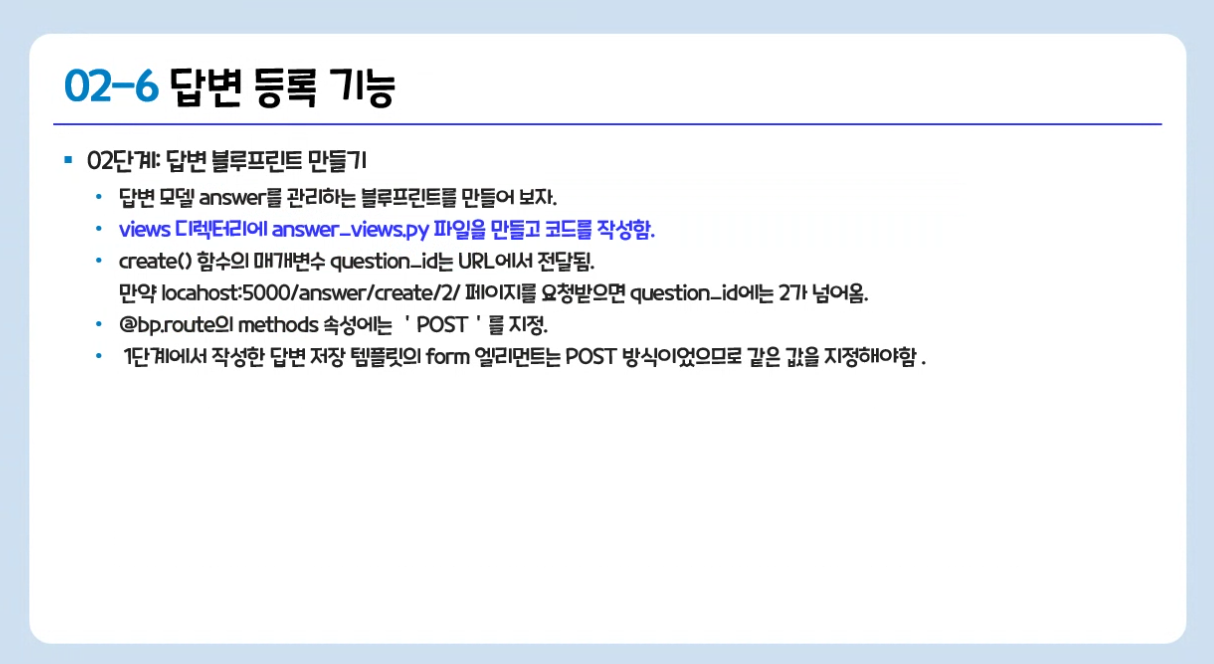 02-6 답변 등록 기능
02단계: 답변 블루프린트 만들기
답변 모델 answer를 관리하는 블루프린트를 만들어 보자.
views 디렉터리에 answer_views.py 파일을 만들고 코드를 작성함.
create() 함수의 매개변수 question_id는 URL에서 전달됨.
만약 locahost:5000/answer/create/2/ 페이지를 요청받으면 question_id에는 2가 넘어옴.
@bp.route의 methods 속성에는 'POST'를 지정.
1단계에서 작성한 답변 저장 템플릿의 form 엘리먼트는 POST 방식이었으므로 같은 값을 지정해야함 .